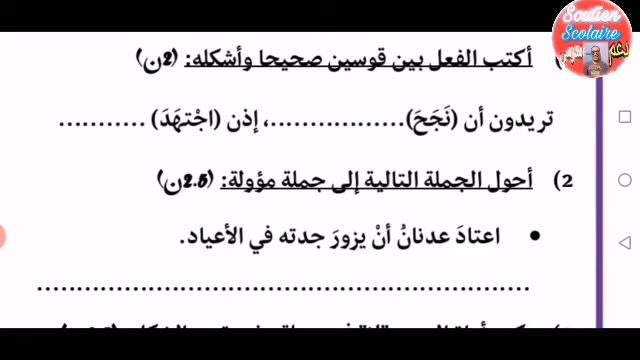 Soutien
Scolaire
أكتب الفعل بين قوسين صحيحا وأشكله: (2ن)
تريدون أن (نَجَحَ).................، إذن (اجْتهَدَ) ...........
2) أحول الجملة التالية إلى جملة مؤولة: (2.5ن)
• اعتادَ عدنانُ أنْ يزورَ جدته في الأعياد.
..............................................................